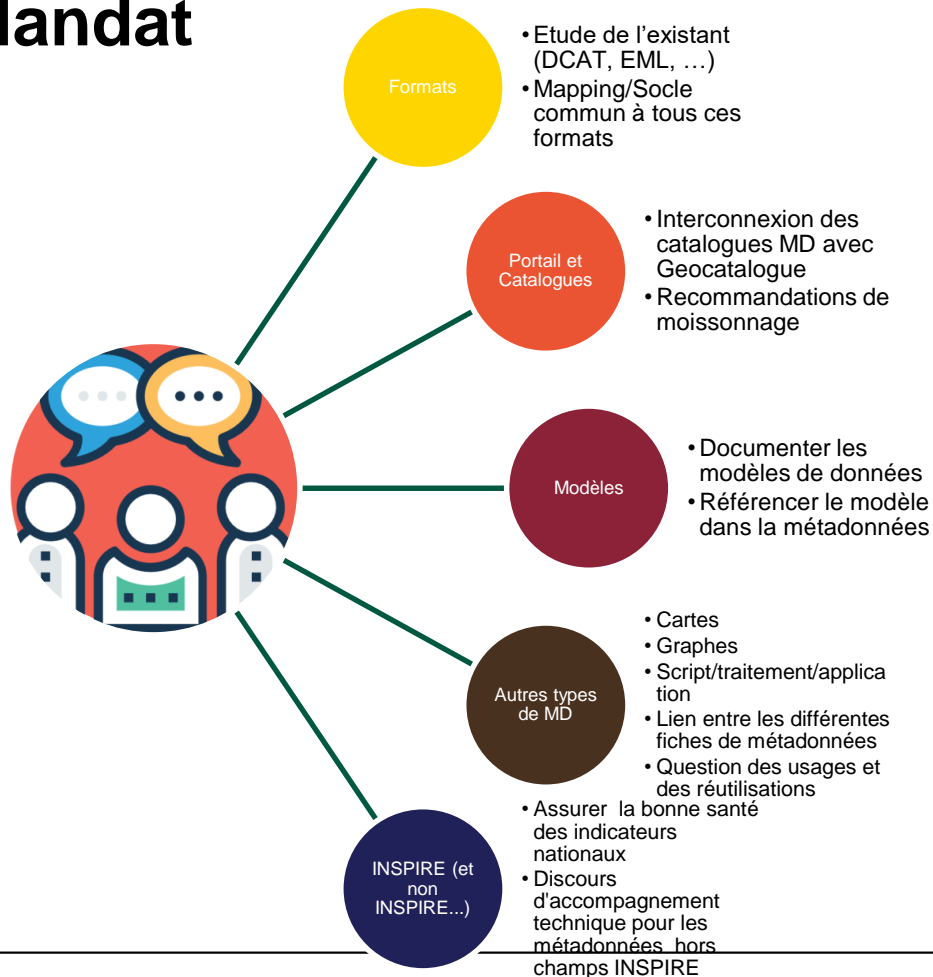 landat
Formats
• Etude de l'existant
(DCAT, EML, …)
• Mapping/Socle
commun à tous ces
formats
Portail et
Catalogues
• Interconnexion des
catalogues MD avec
Geocatalogue
• Recommandations de
moissonnage
Modèles
• Documenter les
modèles de données
• Référencer le modèle
dans la métadonnées
Autres types
de MD
• Cartes
• Graphes
• Script/traitement/applica
tion
• Lien entre les différentes
fiches de métadonnées
• Question des usages et
des réutilisations
INSPIRE (et
non
INSPIRE...)
• Assurer la bonne santé
des indicateurs
nationaux
• Discours
d'accompagnement
technique pour les
métadonnées hors
champs INSPIRE